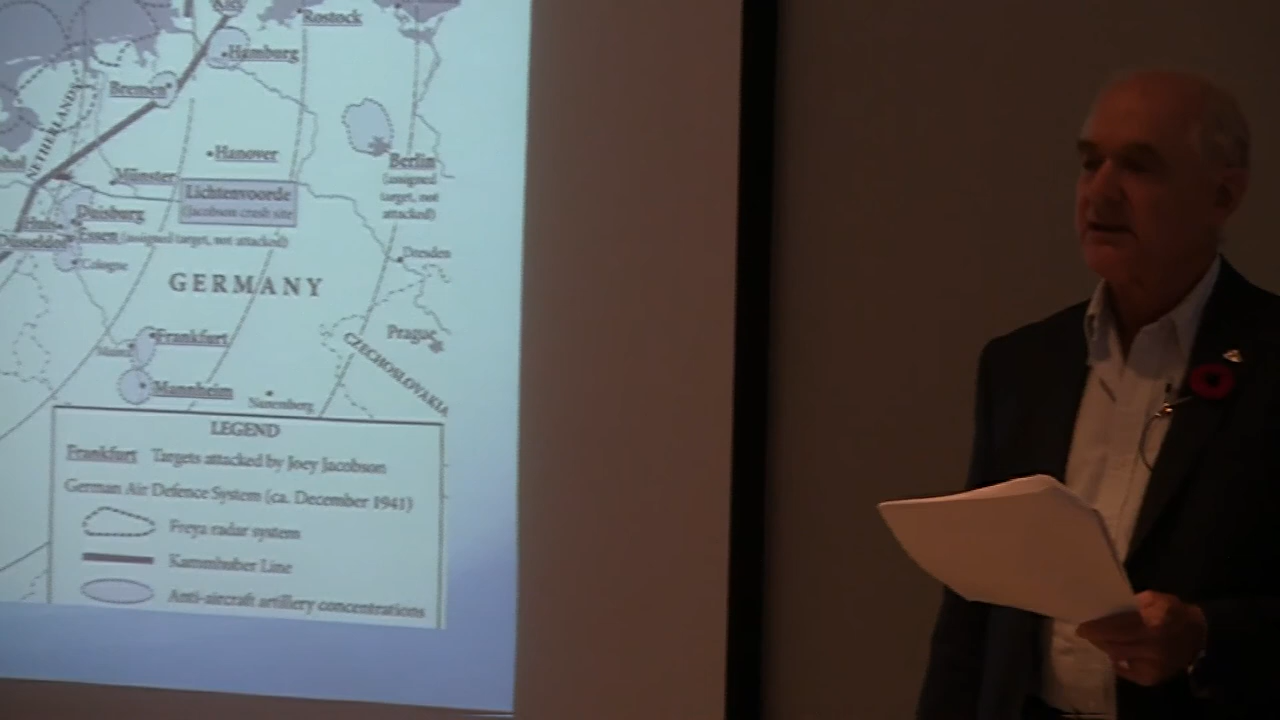 Kiel
Rostock
Hamburg
Bremen
NETHERLANDS
Hanover
Münster
Berlin
(assigned
target, not
attacked)
Lichtenvoorde
(Jacobson crash site)
Duisburg
Düsseldorf
Essen (assigned target, not attacked)
Cologne
Dresden
GERMANY
Prague
CZECHOSLOVAKIA
Frankfurt
Mannheim
Nuremberg
LEGEND
Frankfurt Targets attacked by Joey Jacobson
German Air Defence System (ca. December 1941)
Freya radar system
Kammhuber Line
Anti-aircraft artillery concentrations